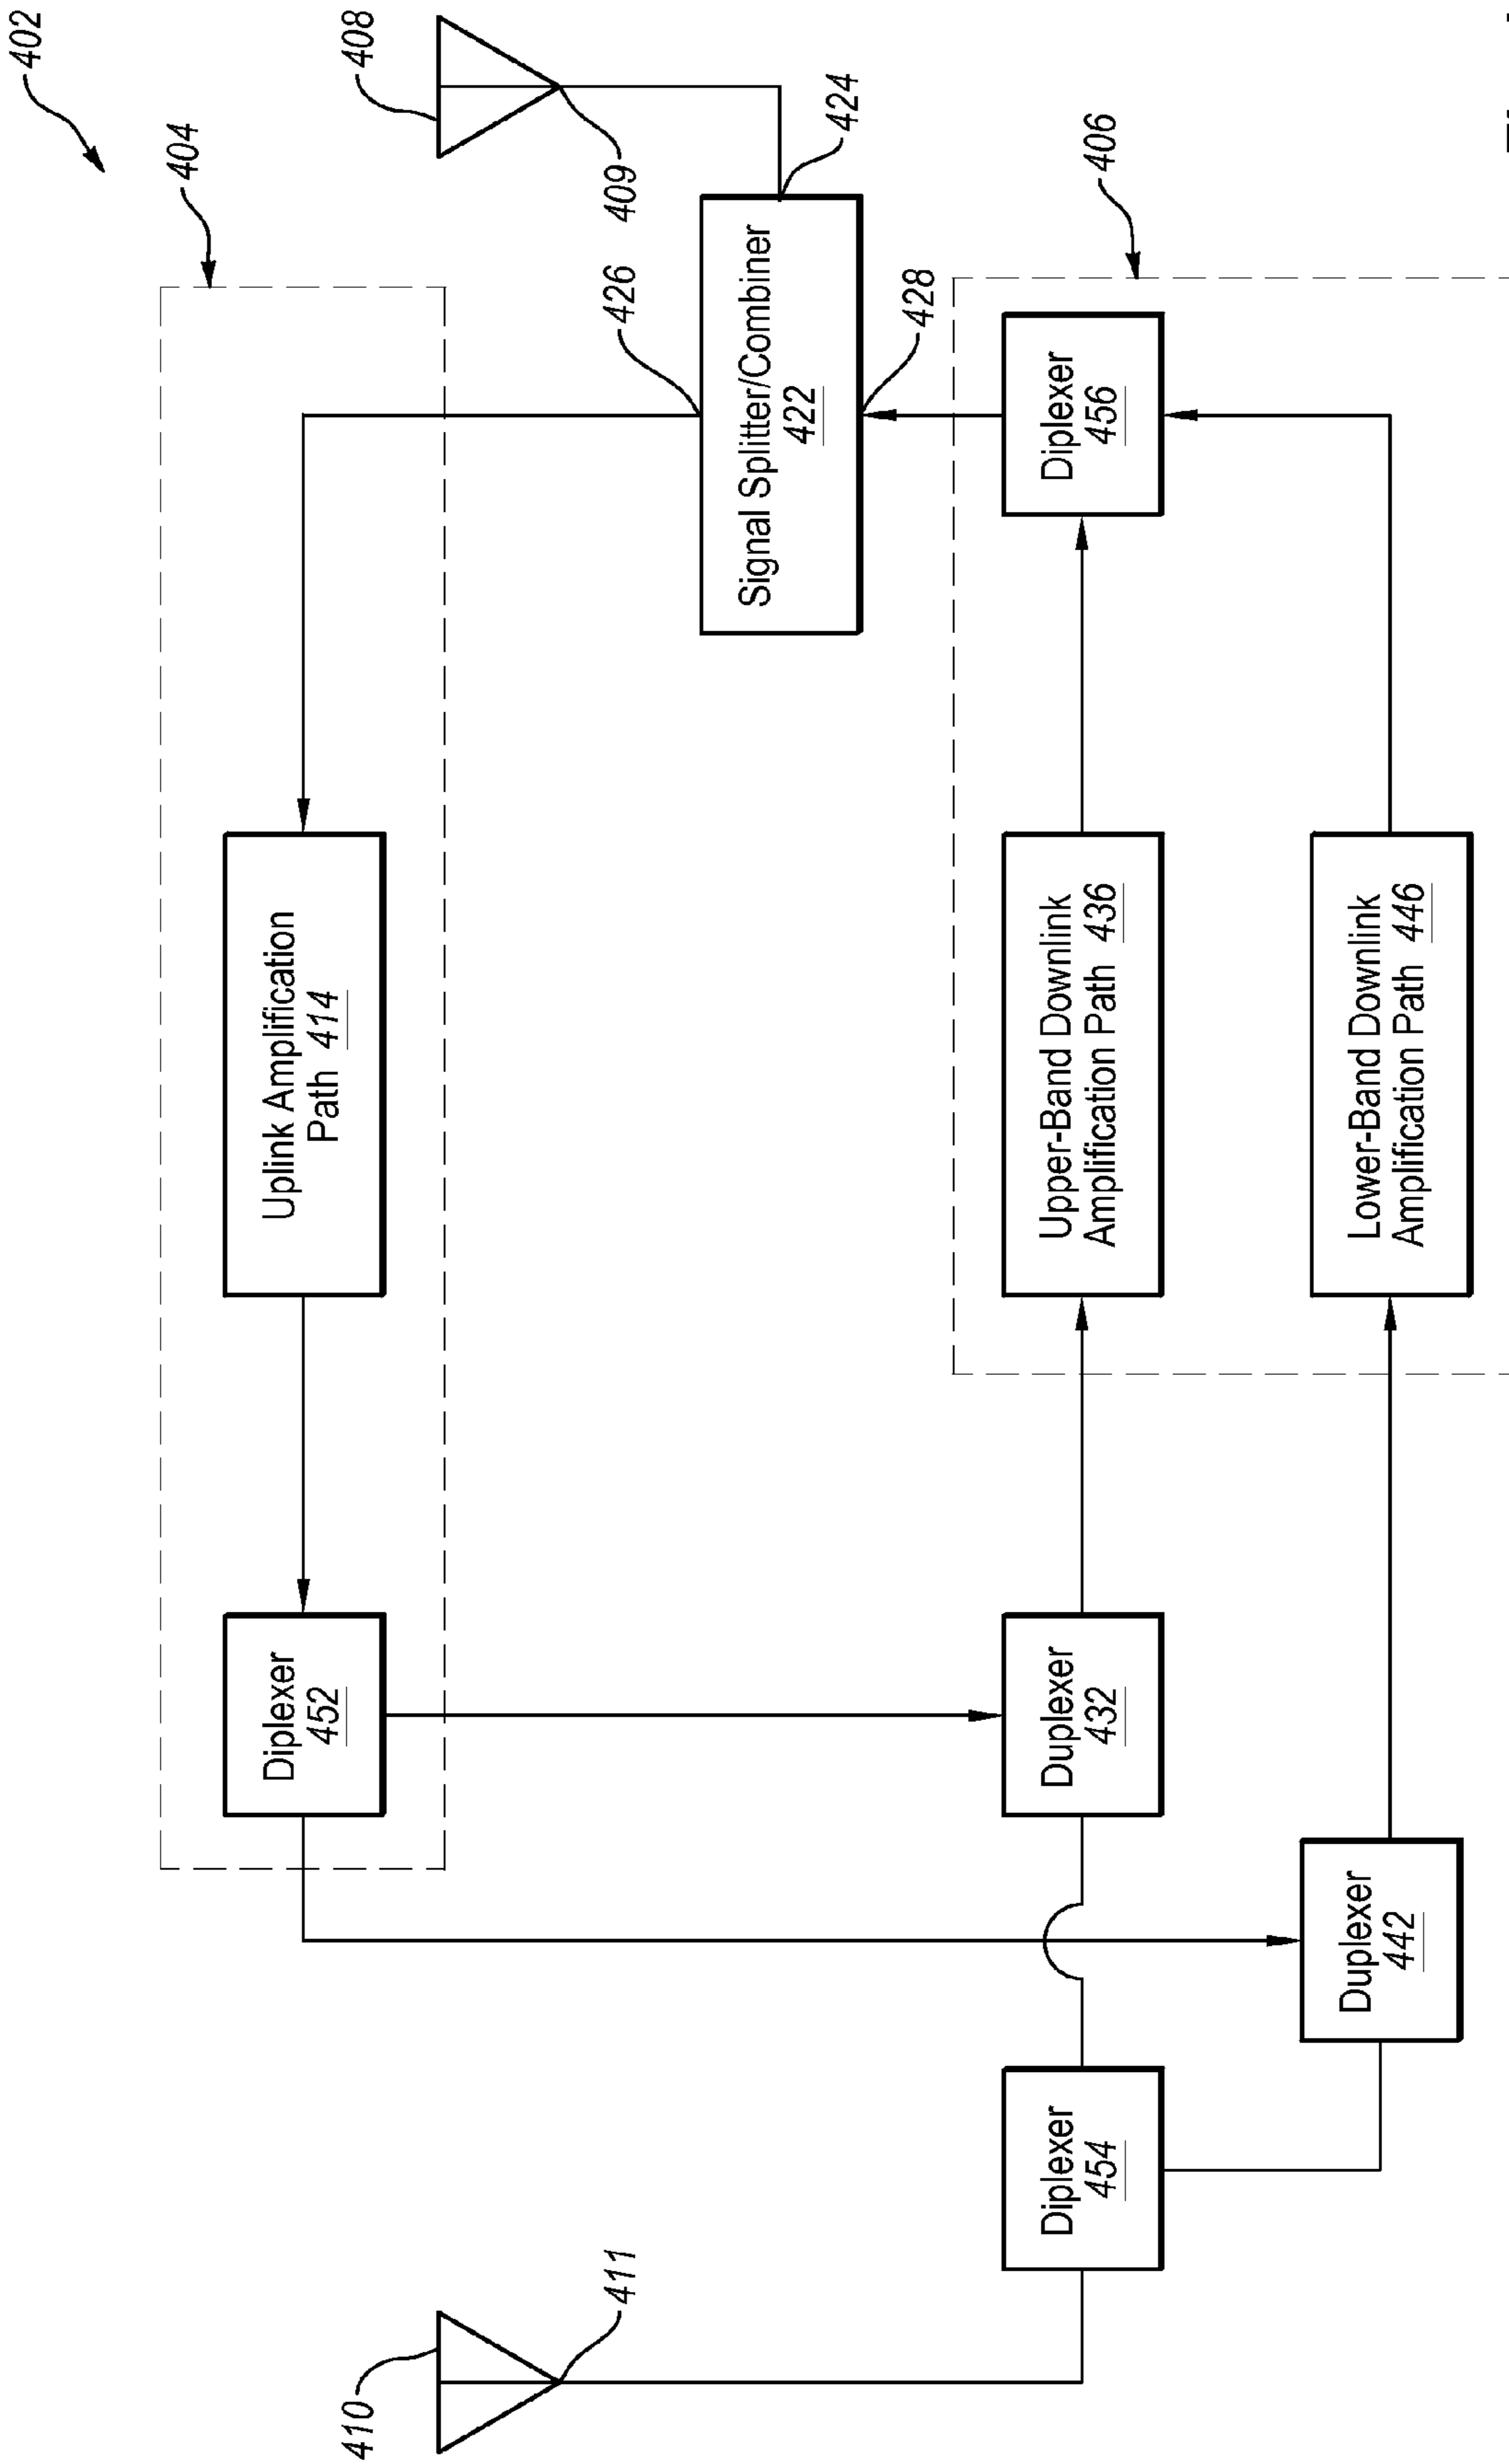 402
404
408
409
424
426
Signal Splitter/Combiner
422
428
406
Uplink Amplification
Path 414
Diplexer
452
410
411
Diplexer
456
Upper-Band Downlink
Amplification Path 436
Lower-Band Downlink
Amplification Path 446
Duplexer
432
Duplexer
442
Diplexer
454